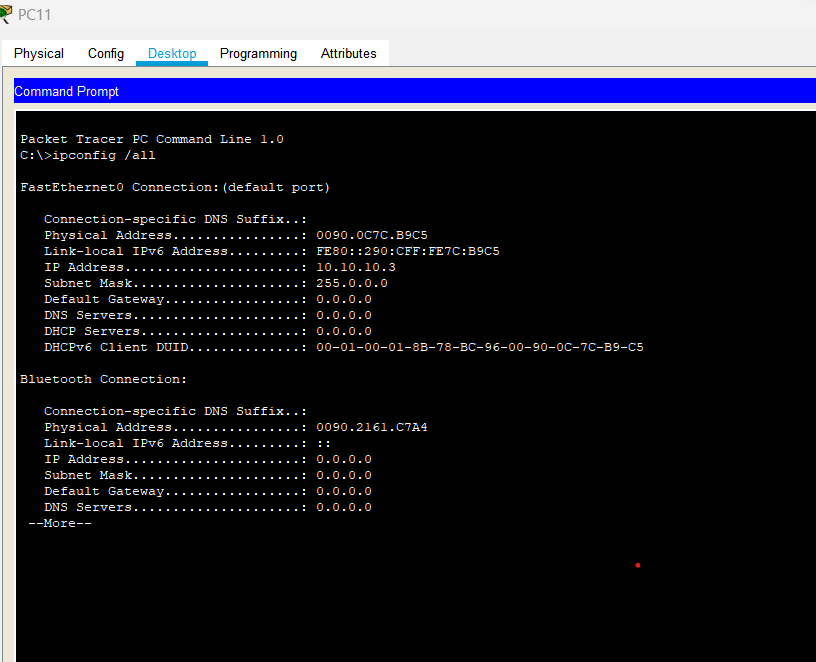 PC11
Physical Config Desktop Programming Attributes
Command Prompt
Packet Tracer PC Command Line 1.0
C:\>ipconfig /all
FastEthernet0 Connection:(default port)
Connection-specific DNS Suffix..:
Physical Address................: 0090.0C7C.B9C5
Link-local IPv6 Address.........: FE80::290:CFF:FE7C:B9C5
IP Address......................: 10.10.10.3
Subnet Mask.....................: 255.0.0.0
Default Gateway.................: 0.0.0.0
DNS Servers.....................: 0.0.0.0
DHCP Servers....................: 0.0.0.0
DHCPv6 Client DUID..............: 00-01-00-01-8B-78-BC-96-00-90-0C-7C-B9-C5
Bluetooth Connection:
Connection-specific DNS Suffix..:
Physical Address................: 0090.2161.C7A4
Link-local IPv6 Address.........: ::
IP Address......................: 0.0.0.0
Subnet Mask.....................: 0.0.0.0
Default Gateway.................: 0.0.0.0
DNS Servers.....................: 0.0.0.0
--More--